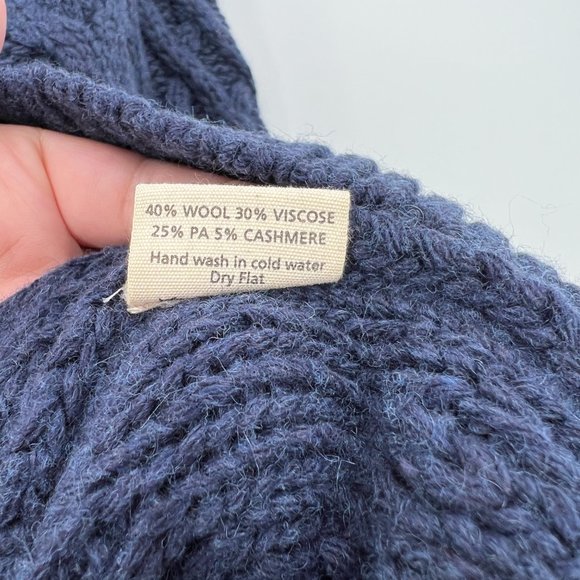 40% WOOL 30% VISCOSE
25% PA 5% CASHMERE
Hand wash in cold water
Dry Flat